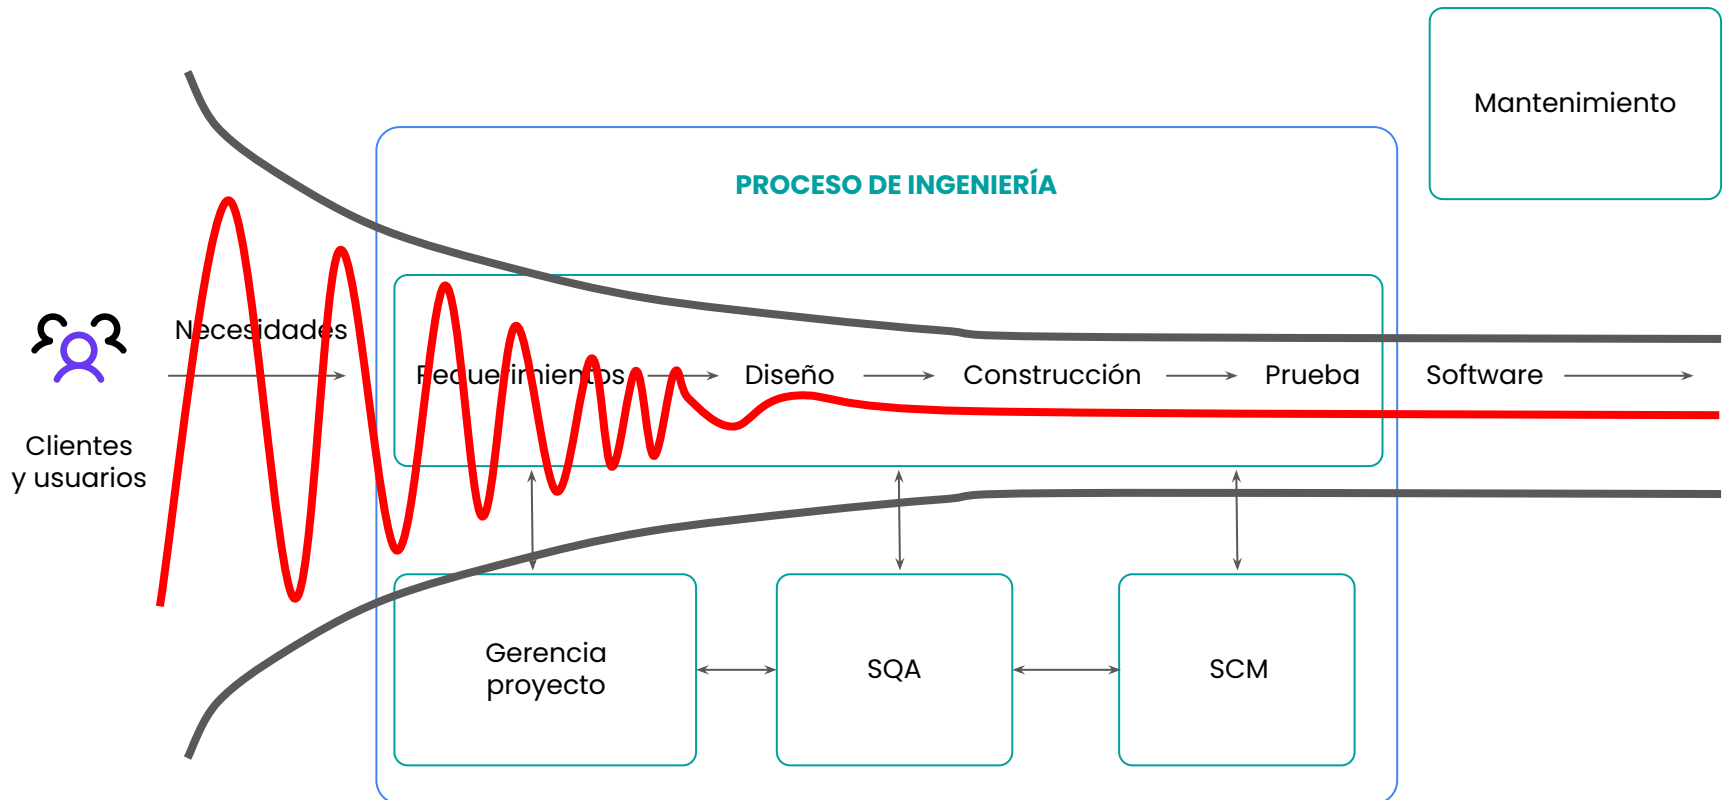 Mantenimiento
PROCESO DE INGENIERÍA
Necesidades
Requerimientos
Diseño
Construcción
Prueba
Software
Clientes
y usuarios
Gerencia
proyecto
SQA
SCM